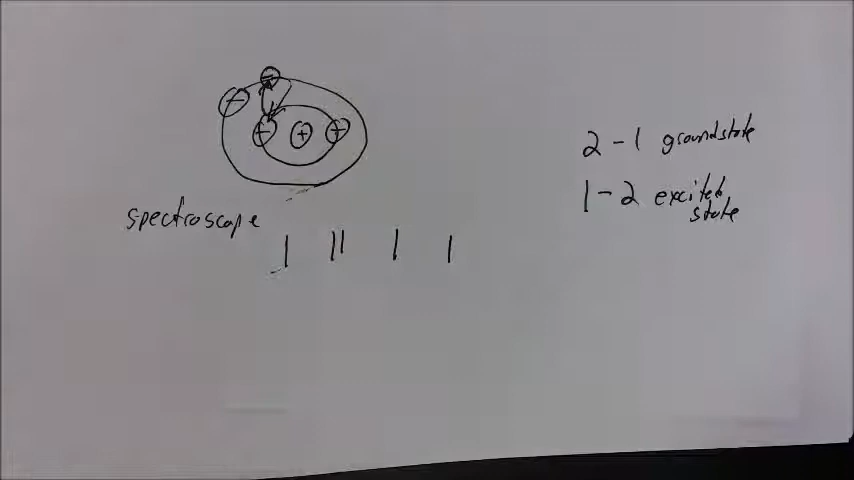 2-1 groundstate
1-2 excited
state
spectroscope